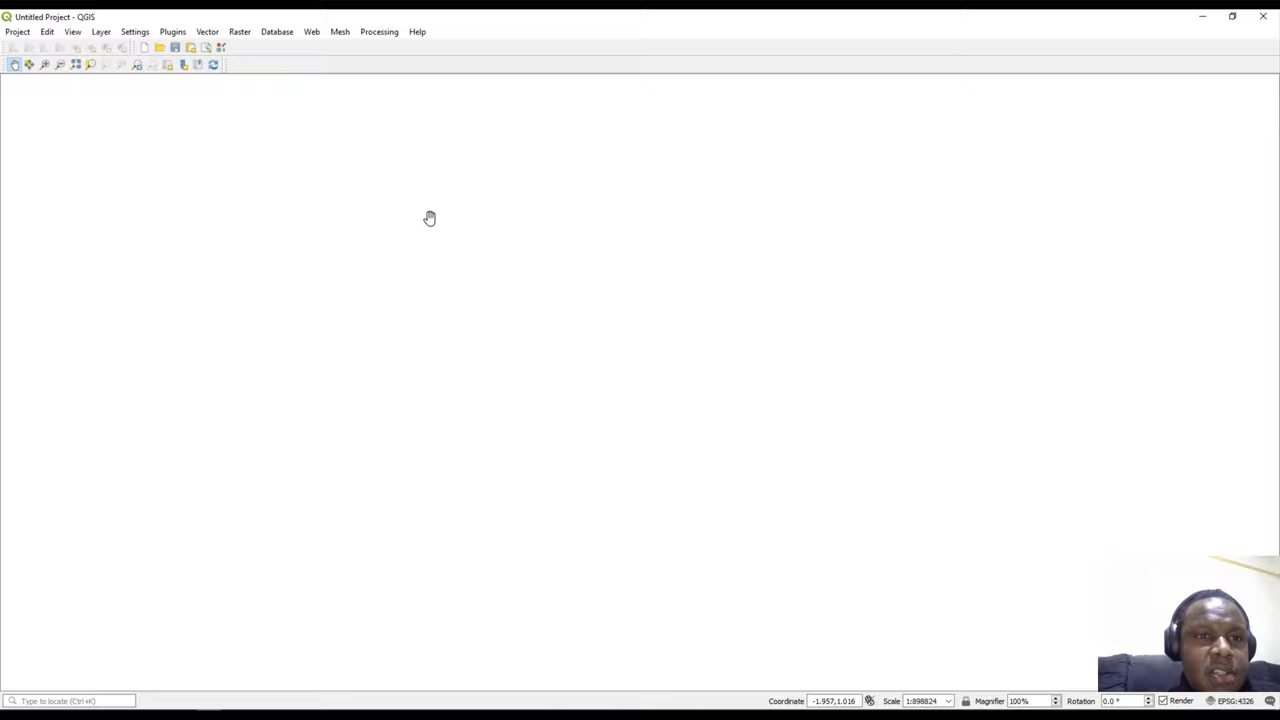 Untitled Project - QGIS
Project Edit View Layer Settings Plugins Vector Raster Database Web Mesh Processing Help
Type to locate (Ctrl+K) Coordinate -1.957,1.016 Scale 1:898824 Magnifier 100% Rotation 0.0 ° Render EPSG:4326